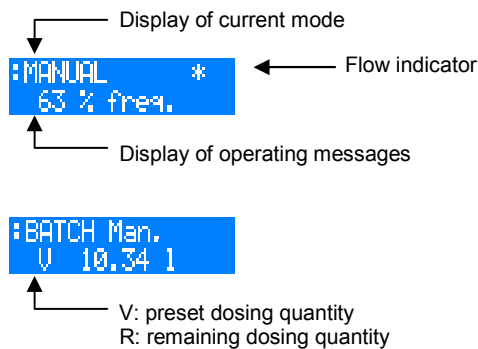 Display of current mode
:MANUAL *
Flow indicator
63 % freq.
Display of operating messages
:BATCH Man.
V 10.34 l
V: preset dosing quantity
R: remaining dosing quantity